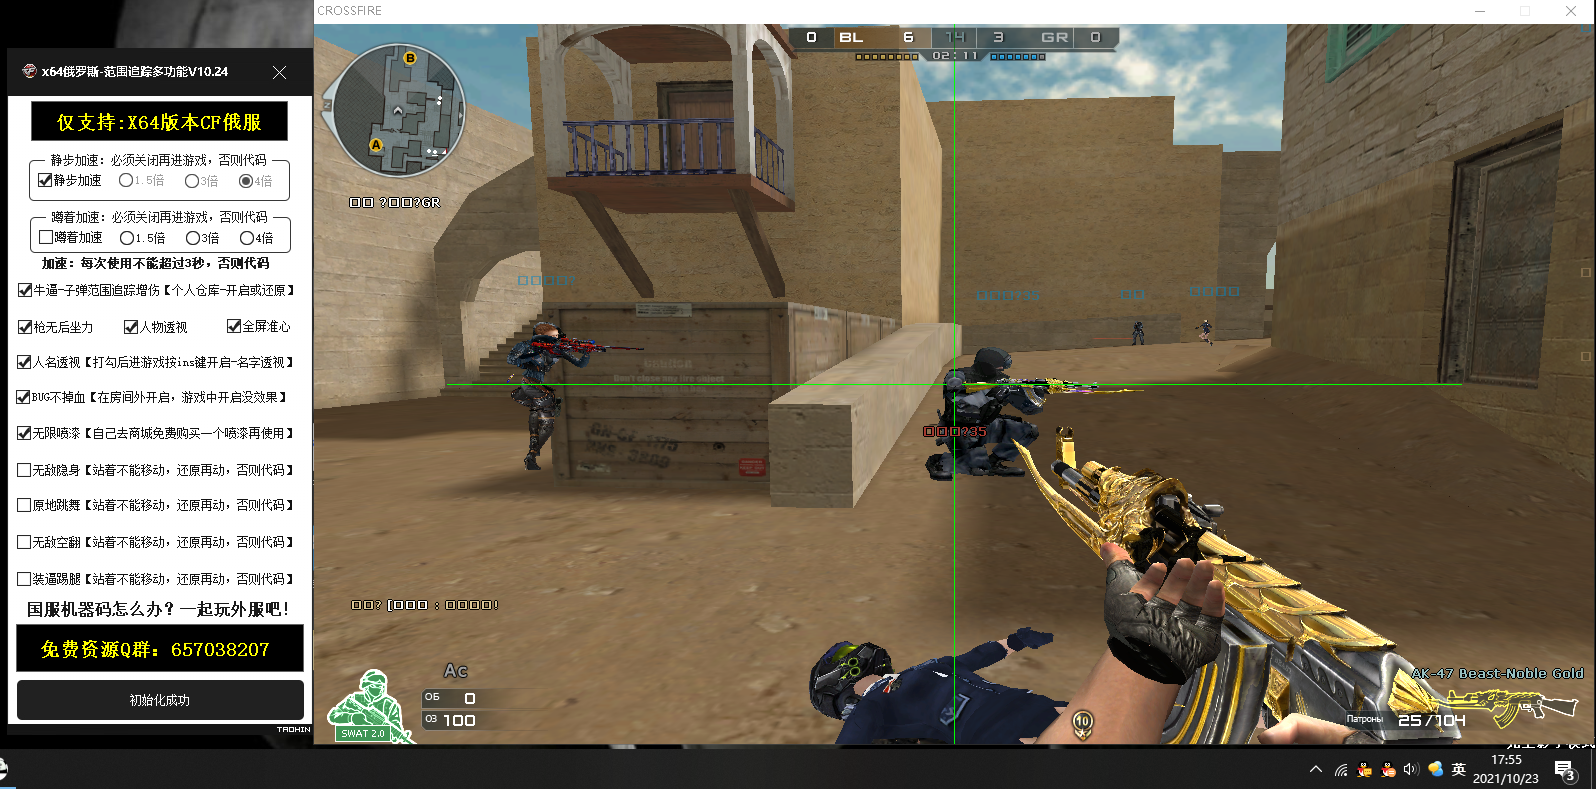 CROSSFIRE
x64俄罗斯-范围追踪多功能V10.24
仅支持:X64版本CF俄服
静步加速: 必须关闭再进游戏, 否则代码
静步加速 1.5倍 3倍 4倍
蹲着加速: 必须关闭再进游戏, 否则代码
蹲着加速 1.5倍 3倍 4倍
加速: 每次使用不能超过3秒, 否则代码
牛逼-子弹范围追踪增伤【个人仓库-开启或还原】
枪无后坐力 人物透视 全屏准心
人名透视【打勾后进游戏按ins键开启-名字透视】
BUG不掉血【在房间外开启, 游戏中开启没效果】
无限喷漆【自己去商城免费购买一个喷漆再使用】
无敌隐身【站着不能移动, 还原再动, 否则代码】
原地跳舞【站着不能移动, 还原再动, 否则代码】
无敌空翻【站着不能移动, 还原再动, 否则代码】
装逼踢腿【站着不能移动, 还原再动, 否则代码】
国服机器码怎么办? 一起玩外服吧!
免费资源Q群: 657038207
初始化成功
TAOHIN
0 BL 6 14 3 GR 0
02:11
B
A
?GR
?35
Ac
ОБ 0
ОЗ 100
SWAT 2.0
10
AK-47 Beast-Noble Gold
Патроны 25/104
英
17:55
2021/10/23
3